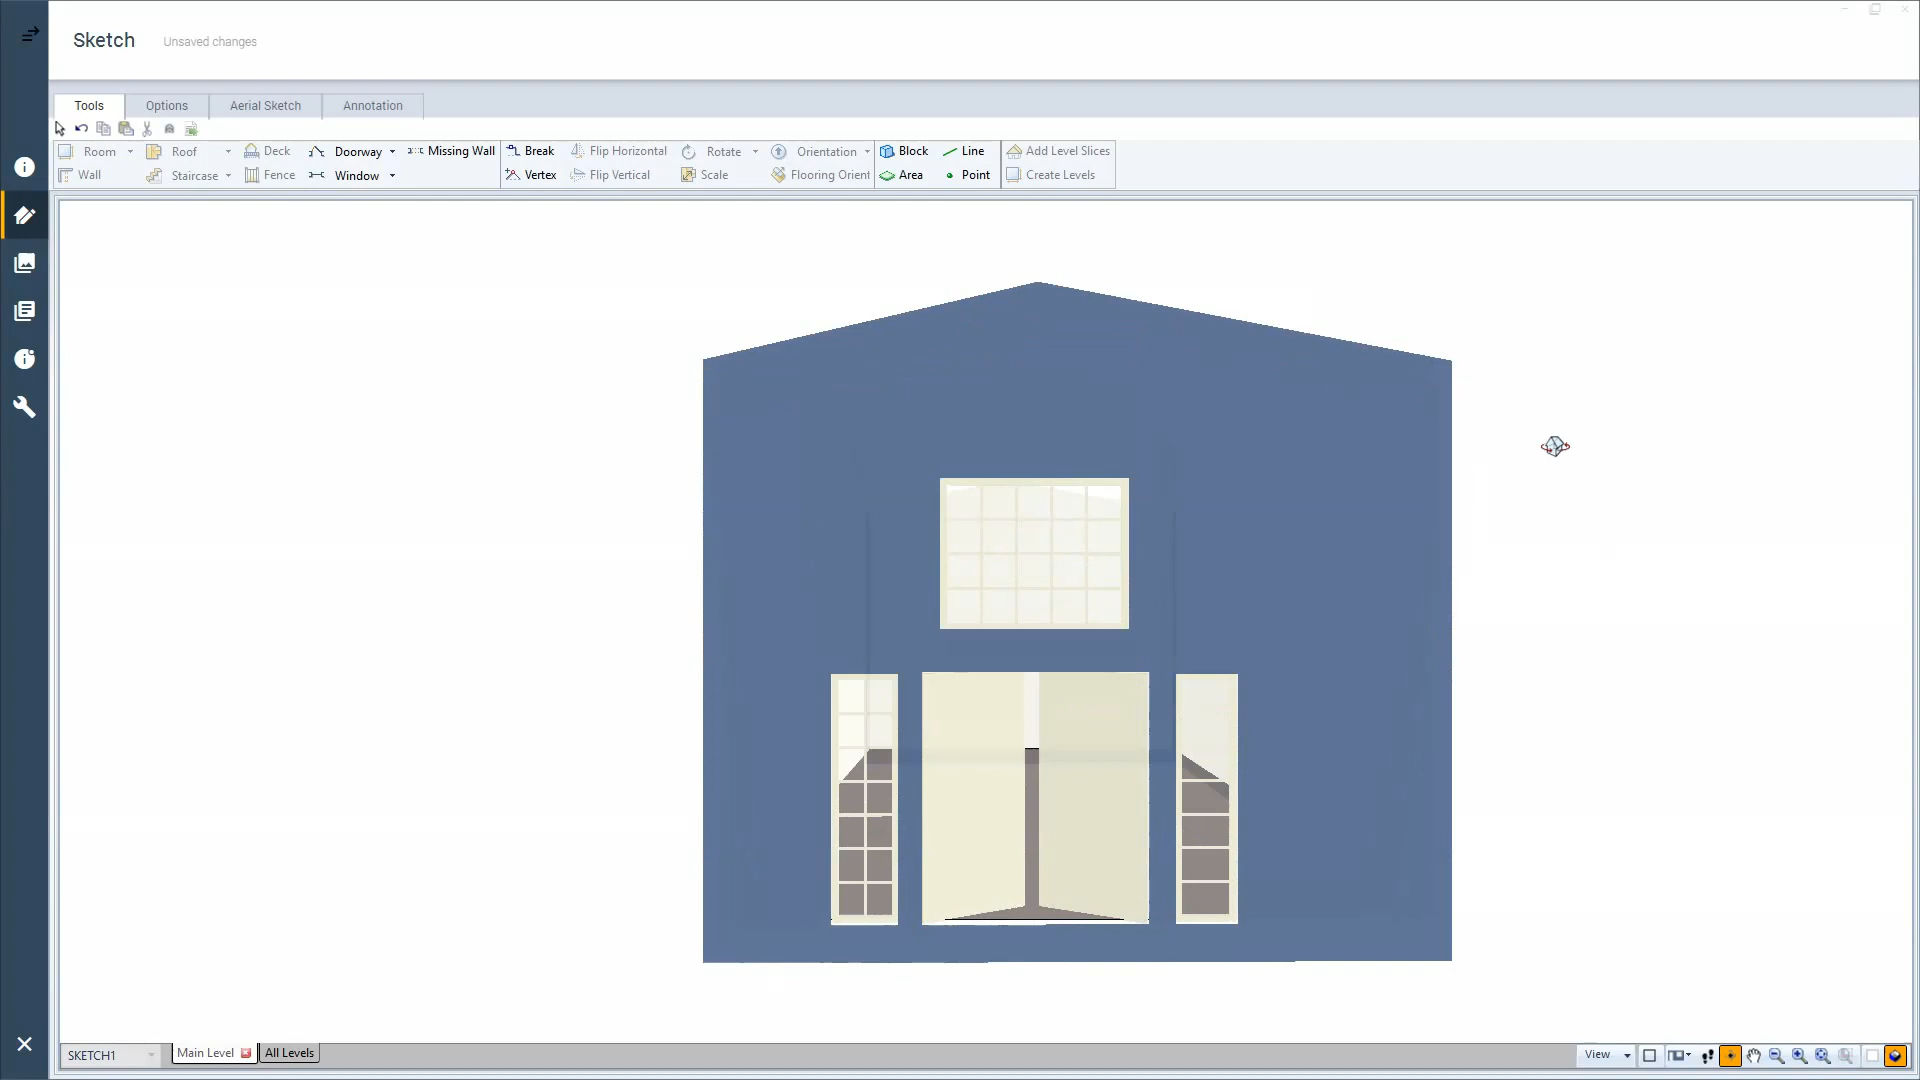 Sketch Unsaved changes
Tools Options Aerial Sketch Annotation
Room Roof Deck Doorway Missing Wall Break Flip Horizontal Rotate Orientation Block Line Add Level Slices
Wall Staircase Fence Window Vertex Flip Vertical Scale Flooring Orient Area Point Create Levels
SKETCH1 Main Level All Levels View